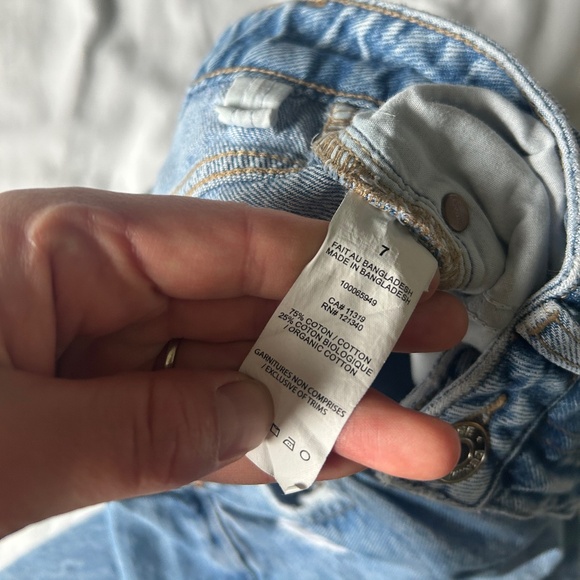 7
FAIT AU BANGLADESH
MADE IN BANGLADESH
100065949
CA# 11319
RN# 121340
75% COTON / COTTON
25% COTON BIOLOGIQUE
/ ORGANIC COTTON
GARNITURES NON COMPRISES
/ EXCLUSIVE OF TRIMS